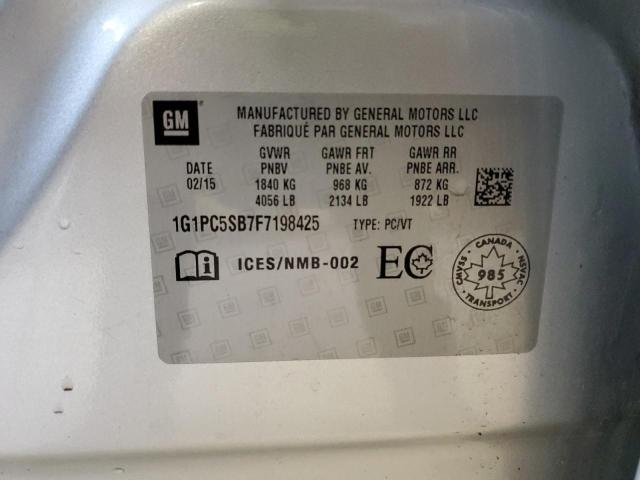 GM
MANUFACTURED BY GENERAL MOTORS LLC
FABRIQUÉ PAR GENERAL MOTORS LLC
GVWR GAWR FRT GAWR RR
DATE PNBV PNBE AV. PNBE ARR.
02/15 1840 KG 968 KG 872 KG
4056 LB 2134 LB 1922 LB
1G1PC5SB7F7198425 TYPE: PC/VT
i ICES/NMB-002 EC
CANADA
CMVSS 985 NSVAC
TRANSPORT